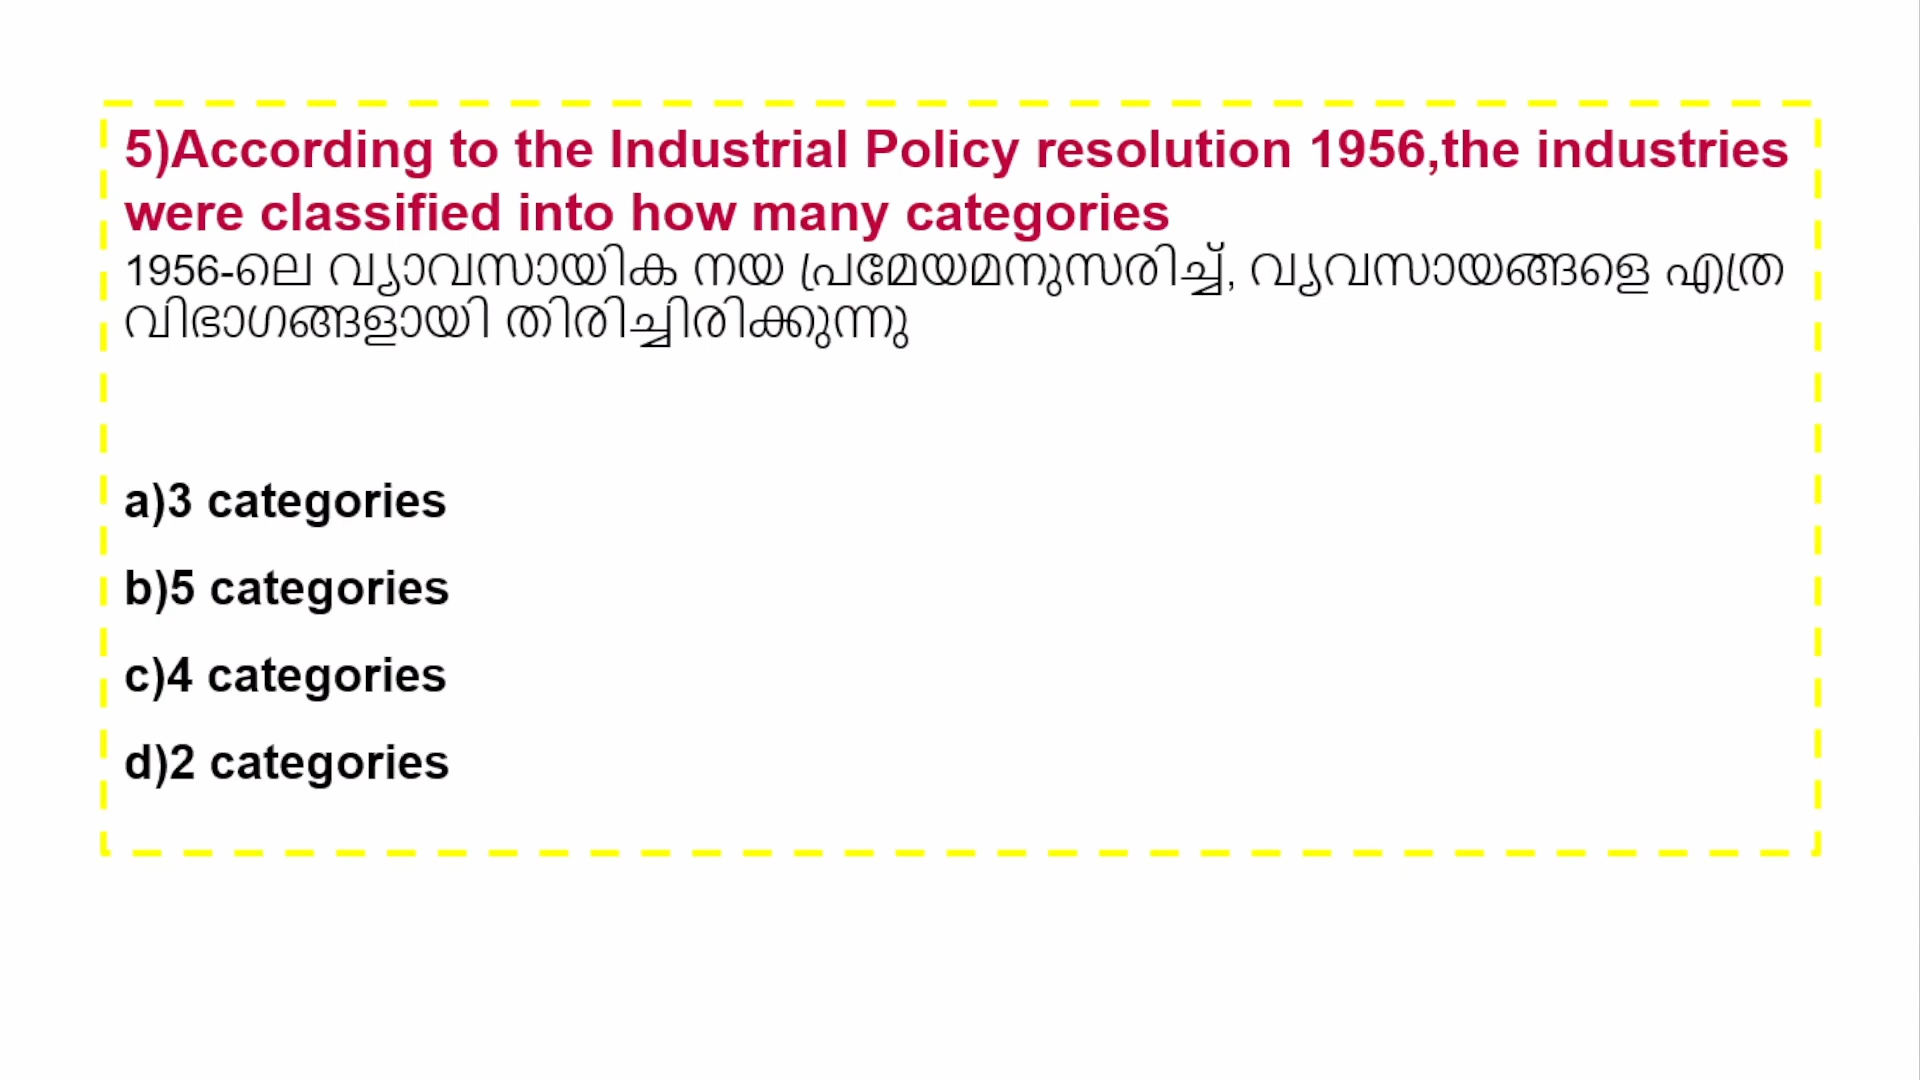 5)According to the Industrial Policy resolution 1956,the industries
were classified into how many categories
1956-ലെ വ്യാവസായിക നയ പ്രമേയമനുസരിച്ച്, വ്യവസായങ്ങളെ എത്ര
വിഭാഗങ്ങളായി തിരിച്ചിരിക്കുന്നു
a)3 categories
b)5 categories
c)4 categories
d)2 categories